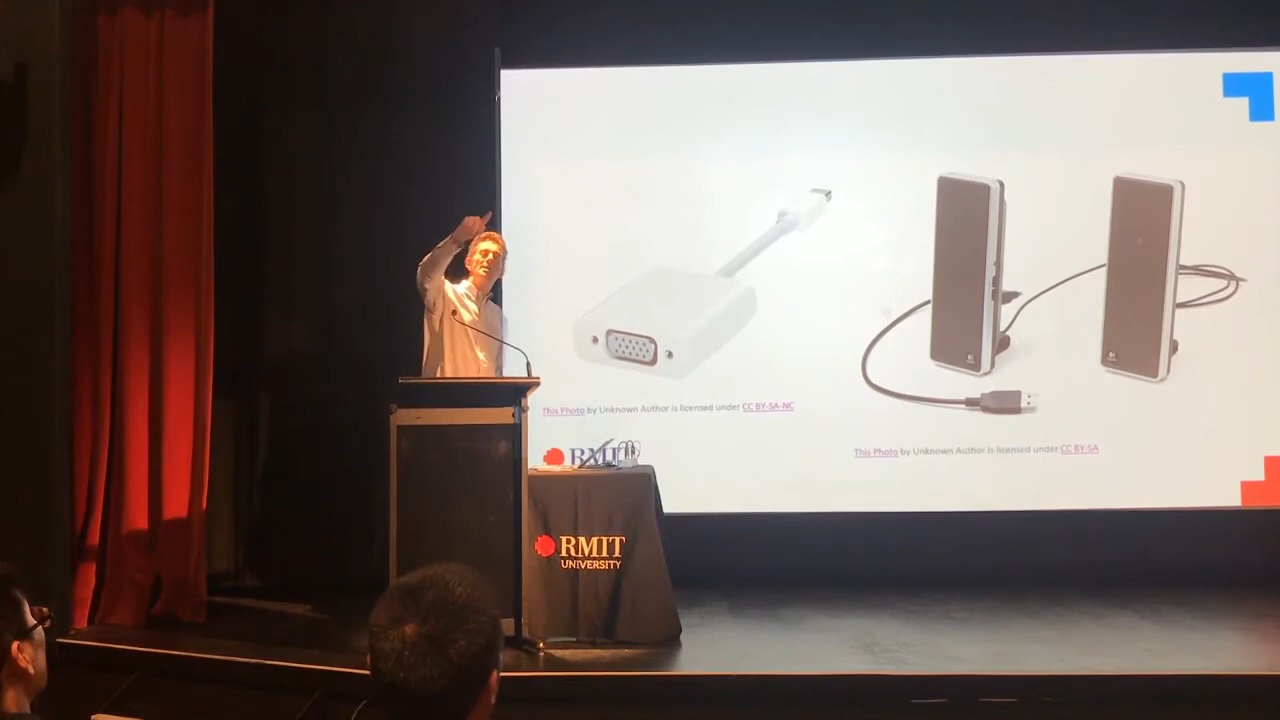 This Photo by Unknown Author is licensed under CC BY-SA-NC
This Photo by Unknown Author is licensed under CC BY-SA
RMIT
RMIT
UNIVERSITY